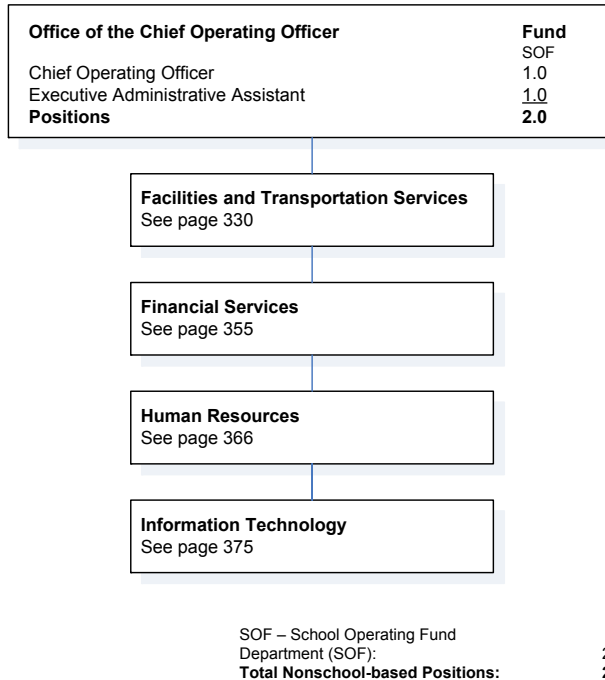 Office of the Chief Operating Officer Fund
SOF
Chief Operating Officer 1.0
Executive Administrative Assistant 1.0
Positions 2.0
Facilities and Transportation Services
See page 330
Financial Services
See page 355
Human Resources
See page 366
Information Technology
See page 375
SOF – School Operating Fund
Department (SOF):
Total Nonschool-based Positions: